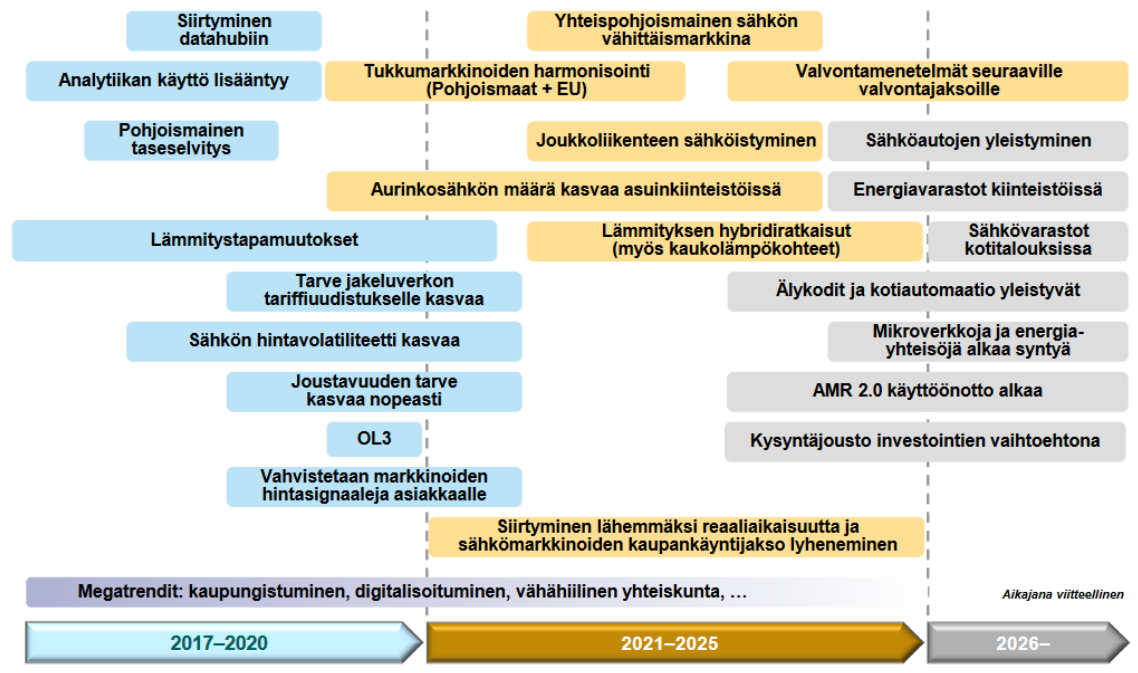 Siirtyminen
datahubiin
Yhteispohjoismainen sähkön
vähittäismarkkina
Analytiikan käyttö lisääntyy
Tukkumarkkinoiden harmonisointi
(Pohjoismaat + EU)
Valvontamenetelmät seuraaville
valvontajaksoille
Pohjoismainen
taseselvitys
Joukkoliikenteen sähköistyminen
Sähköautojen yleistyminen
Aurinkosähkön määrä kasvaa asuinkiinteistöissä
Energiavarastot kiinteistöissä
Lämmitystapamuutokset
Lämmityksen hybridiratkaisut
(myös kaukolämpökohteet)
Sähkövarastot
kotitalouksissa
Tarve jakeluverkon
tariffiuudistukselle kasvaa
Älykodit ja kotiautomaatio yleistyvät
Sähkön hintavolatiliteetti kasvaa
Mikroverkkoja ja energia-
yhteisöjä alkaa syntyä
Joustavuuden tarve
kasvaa nopeasti
AMR 2.0 käyttöönotto alkaa
OL3
Kysyntäjousto investointien vaihtoehtona
Vahvistetaan markkinoiden
hintasignaaleja asiakkaalle
Siirtyminen lähemmäksi reaaliaikaisuutta ja
sähkömarkkinoiden kaupankäyntijakso lyheneminen
Megatrendit: kaupungistuminen, digitalisoituminen, vähähiilinen yhteiskunta, …
Aikajana viitteellinen
2017–2020
2021–2025
2026–